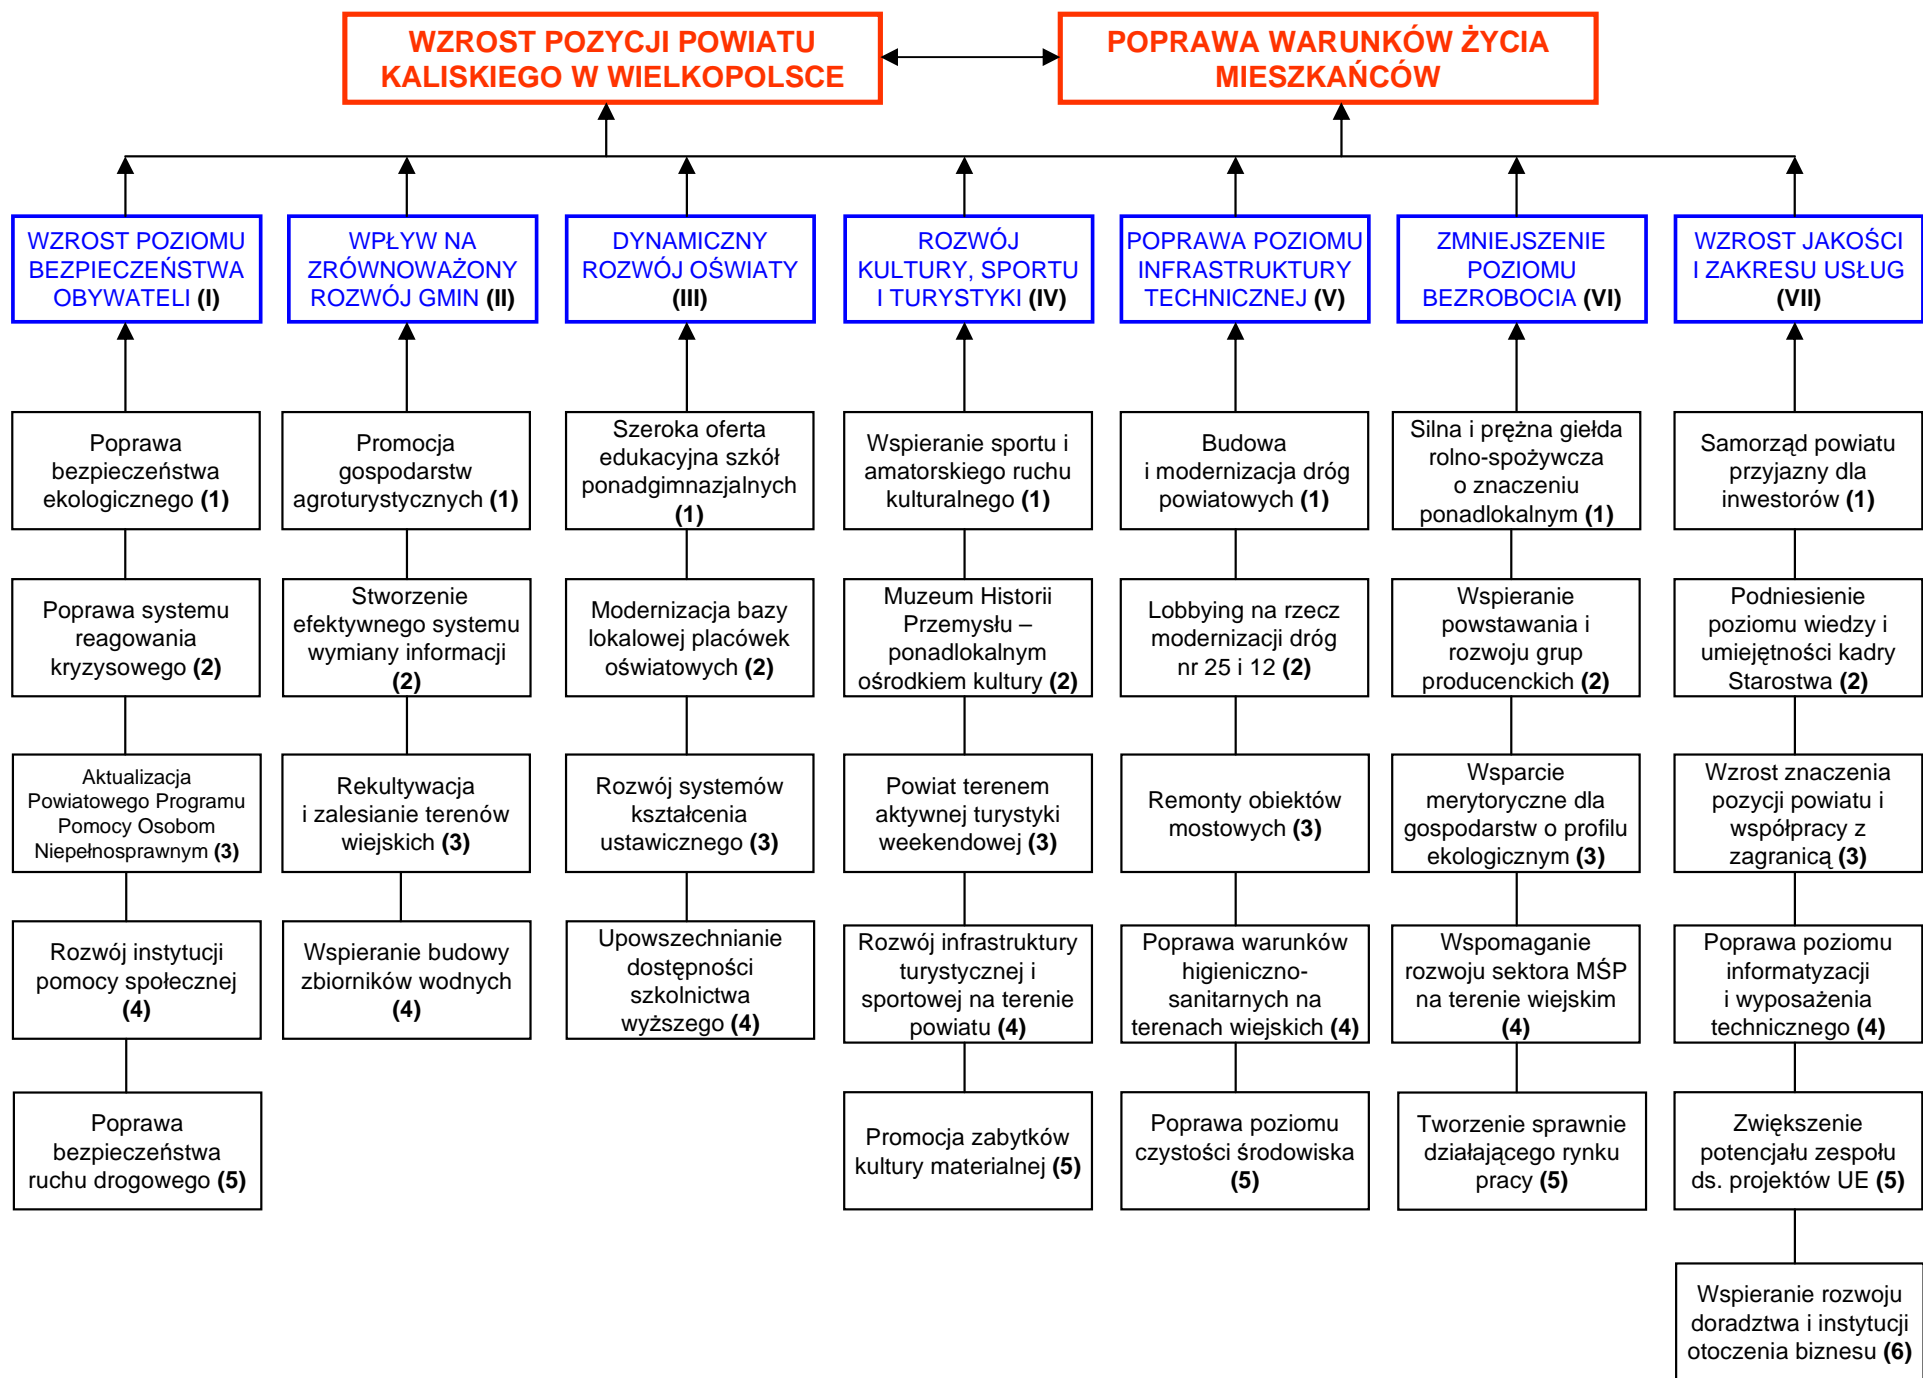 WZROST POZYCJI POWIATU
KALISKIEGO W WIELKOPOLSCE
POPRAWA WARUNKÓW ŻYCIA
MIESZKAŃCÓW
WZROST POZIOMU
BEZPIECZEŃSTWA
OBYWATELI (I)
WPŁYW NA
ZRÓWNOWAŻONY
ROZWÓJ GMIN (II)
DYNAMICZNY
ROZWÓJ OŚWIATY
(III)
ROZWÓJ
KULTURY, SPORTU
I TURYSTYKI (IV)
POPRAWA POZIOMU
INFRASTRUKTURY
TECHNICZNEJ (V)
ZMNIEJSZENIE
POZIOMU
BEZROBOCIA (VI)
WZROST JAKOŚCI
I ZAKRESU USŁUG
(VII)
Poprawa
bezpieczeństwa
ekologicznego (1)
Promocja
gospodarstw
agroturystycznych (1)
Szeroka oferta
edukacyjna szkół
ponadgimnazjalnych
(1)
Wspieranie sportu i
amatorskiego ruchu
kulturalnego (1)
Budowa
i modernizacja dróg
powiatowych (1)
Silna i prężna giełda
rolno-spożywcza
o znaczeniu
ponadlokalnym (1)
Samorząd powiatu
przyjazny dla
inwestorów (1)
Poprawa systemu
reagowania
kryzysowego (2)
Stworzenie
efektywnego systemu
wymiany informacji
(2)
Modernizacja bazy
lokalowej placówek
oświatowych (2)
Muzeum Historii
Przemysłu –
ponadlokalnym
ośrodkiem kultury (2)
Lobbying na rzecz
modernizacji dróg
nr 25 i 12 (2)
Wspieranie
powstawania i
rozwoju grup
producenckich (2)
Podniesienie
poziomu wiedzy i
umiejętności kadry
Starostwa (2)
Aktualizacja
Powiatowego Programu
Pomocy Osobom
Niepełnosprawnym (3)
Rekultywacja
i zalesianie terenów
wiejskich (3)
Rozwój systemów
kształcenia
ustawicznego (3)
Powiat terenem
aktywnej turystyki
weekendowej (3)
Remonty obiektów
mostowych (3)
Wsparcie
merytoryczne dla
gospodarstw o profilu
ekologicznym (3)
Wzrost znaczenia
pozycji powiatu i
współpracy z
zagranicą (3)
Rozwój instytucji
pomocy społecznej
(4)
Wspieranie budowy
zbiorników wodnych
(4)
Upowszechnianie
dostępności
szkolnictwa
wyższego (4)
Rozwój infrastruktury
turystycznej i
sportowej na terenie
powiatu (4)
Poprawa warunków
higieniczno-
sanitarnych na
terenach wiejskich (4)
Wspomaganie
rozwoju sektora MŚP
na terenie wiejskim
(4)
Poprawa poziomu
informatyzacji
i wyposażenia
technicznego (4)
Poprawa
bezpieczeństwa
ruchu drogowego (5)
Promocja zabytków
kultury materialnej (5)
Poprawa poziomu
czystości środowiska
(5)
Tworzenie sprawnie
działającego rynku
pracy (5)
Zwiększenie
potencjału zespołu
ds. projektów UE (5)
Wspieranie rozwoju
doradztwa i instytucji
otoczenia biznesu (6)